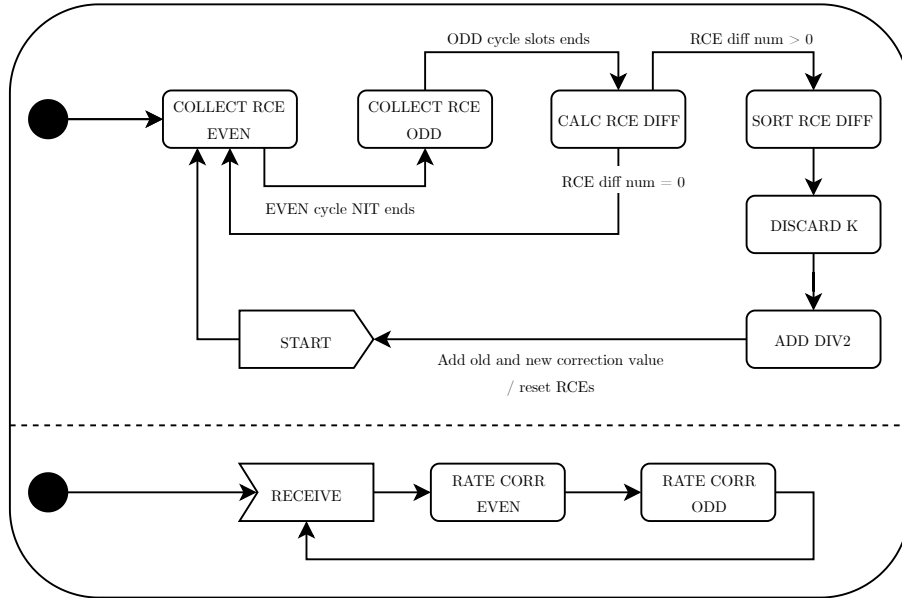 ODD cycle slots ends
RCE diff num > 0
COLLECT RCE
EVEN
COLLECT RCE
ODD
CALC RCE DIFF
SORT RCE DIFF
RCE diff num = 0
EVEN cycle NIT ends
DISCARD K
START
ADD DIV2
Add old and new correction value
/ reset RCEs
RECEIVE
RATE CORR
EVEN
RATE CORR
ODD